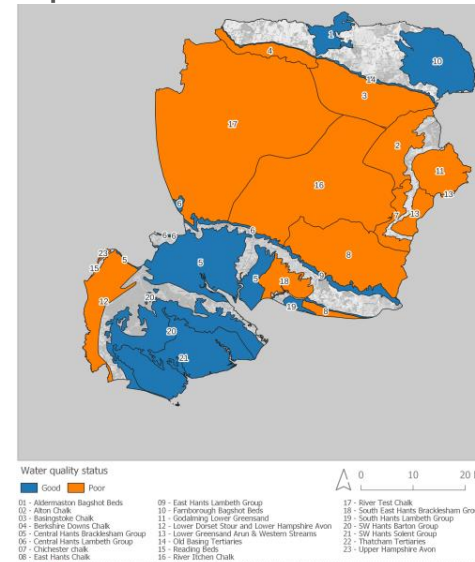 1
10
4
14
3
17
2
11
16
13
7
13
6
6
6 6
8
23
5
5
9
15
5
18
12
20
19
8
20
21
Water quality status
Good Poor
0 10 20
01 - Aldermaston Bagshot Beds
02 - Alton Chalk
03 - Basingstoke Chalk
04 - Berkshire Downs Chalk
05 - Central Hants Bracklesham Group
06 - Central Hants Lambeth Group
07 - Chichester chalk
08 - East Hants Chalk
09 - East Hants Lambeth Group
10 - Farnborough Bagshot Beds
11 - Godalming Lower Greensand
12 - Lower Dorset Stour and Lower Hampshire Avon
13 - Lower Greensand Arun & Western Streams
14 - Old Basing Tertiaries
15 - Reading Beds
16 - River Itchen Chalk
17 - River Test Chalk
18 - South East Hants Bracklesham Gro
19 - South Hants Lambeth Group
20 - SW Hants Barton Group
21 - SW Hants Solent Group
22 - Thatcham Tertiaries
23 - Upper Hampshire Avon